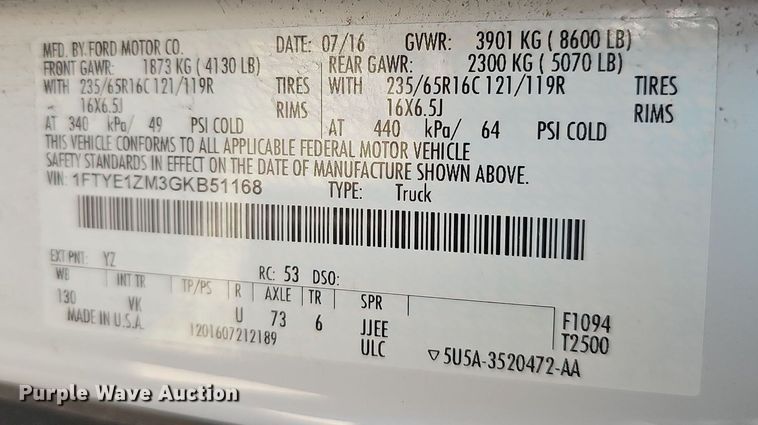 MFD. BY FORD MOTOR CO. DATE: 07/16 GVWR: 3901 KG ( 8600 LB)
FRONT GAWR: 1873 KG ( 4130 LB) REAR GAWR: 2300 KG ( 5070 LB)
WITH 235/65R16C 121/119R TIRES WITH 235/65R16C 121/119R TIRES
16X6.5J RIMS 16X6.5J RIMS
AT 340 kPa/ 49 PSI COLD AT 440 kPa/ 64 PSI COLD
THIS VEHICLE CONFORMS TO ALL APPLICABLE FEDERAL MOTOR VEHICLE
SAFETY STANDARDS IN EFFECT ON THE DATE OF MANUFACTURE SHOWN ABOVE.
VIN: 1FTYE1ZM3GKB51168 TYPE: Truck
EXT PNT: YZ RC: 53 DSO:
WB INT TR TP/PS R AXLE TR SPR
130 VK U 73 6 JJEE F1094
MADE IN U.S.A. 1201607212189 ULC T2500
▽5U5A-3520472-AA
Purple Wave Auction